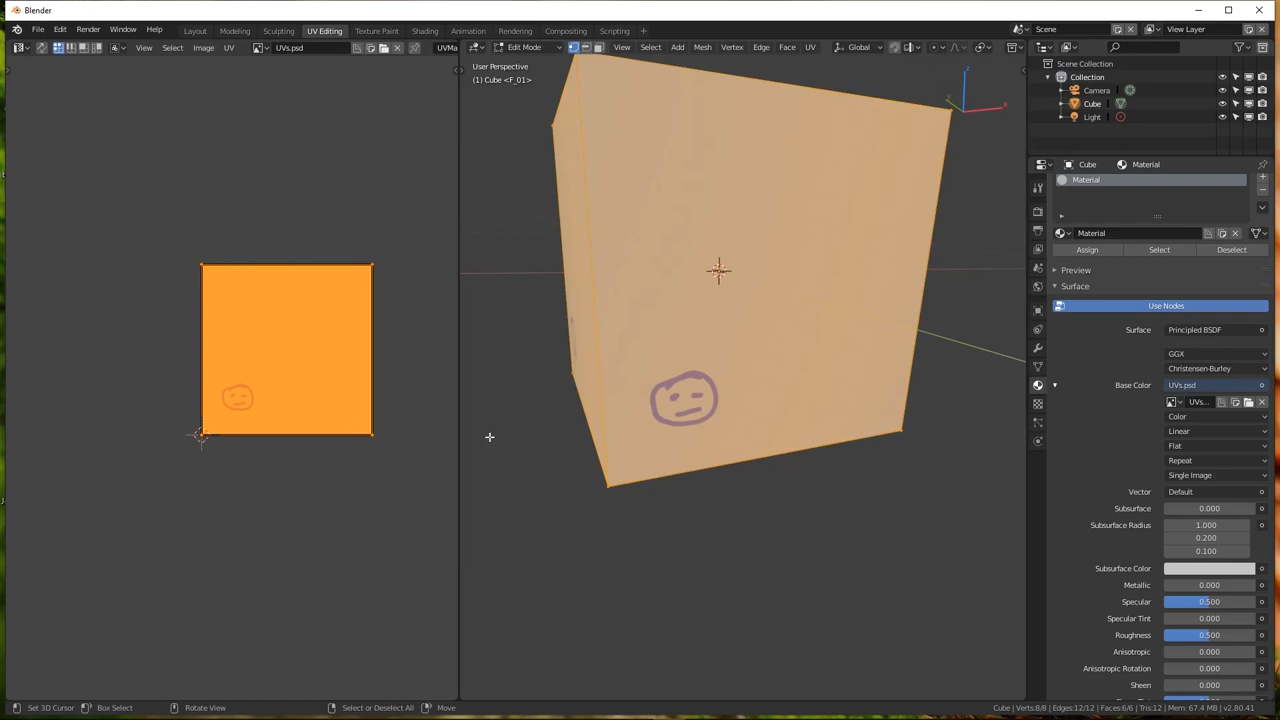 Blender
File Edit Render Window Help Layout Modeling Sculpting UV Editing Texture Paint Shading Animation Rendering Compositing Scripting + Scene View Layer
View Select Image UV UVs.psd UVMa Edit Mode View Select Add Mesh Vertex Edge Face UV Global
User Perspective
(1) Cube <F_01>
z
y
x
Scene Collection
Collection
Camera
Cube
Light
Cube Material
Material
Material
Assign Select Deselect
Preview
Surface
Use Nodes
Surface Principled BSDF
GGX
Christensen-Burley
Base Color UVs.psd
UVs...
Color
Linear
Flat
Repeat
Single Image
Vector Default
Subsurface 0.000
Subsurface Radius 1.000
0.200
0.100
Subsurface Color
Metallic 0.000
Specular 0.500
Specular Tint 0.000
Roughness 0.500
Anisotropic 0.000
Anisotropic Rotation 0.000
Sheen 0.000
Set 3D Cursor Box Select Rotate View Select or Deselect All Move Cube | Verts:8/8 | Edges:12/12 | Faces:6/6 | Tris:12 | Mem: 67.4 MB | v2.80.41